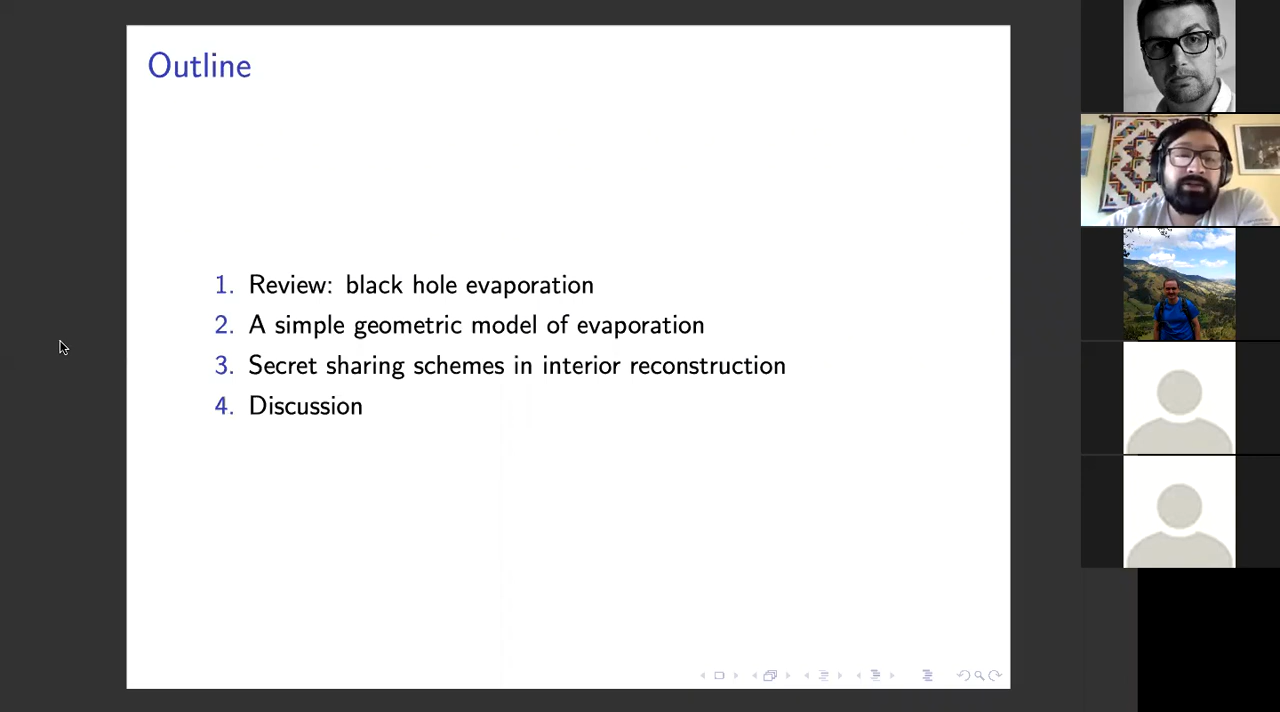 Outline
1. Review: black hole evaporation
2. A simple geometric model of evaporation
3. Secret sharing schemes in interior reconstruction
4. Discussion